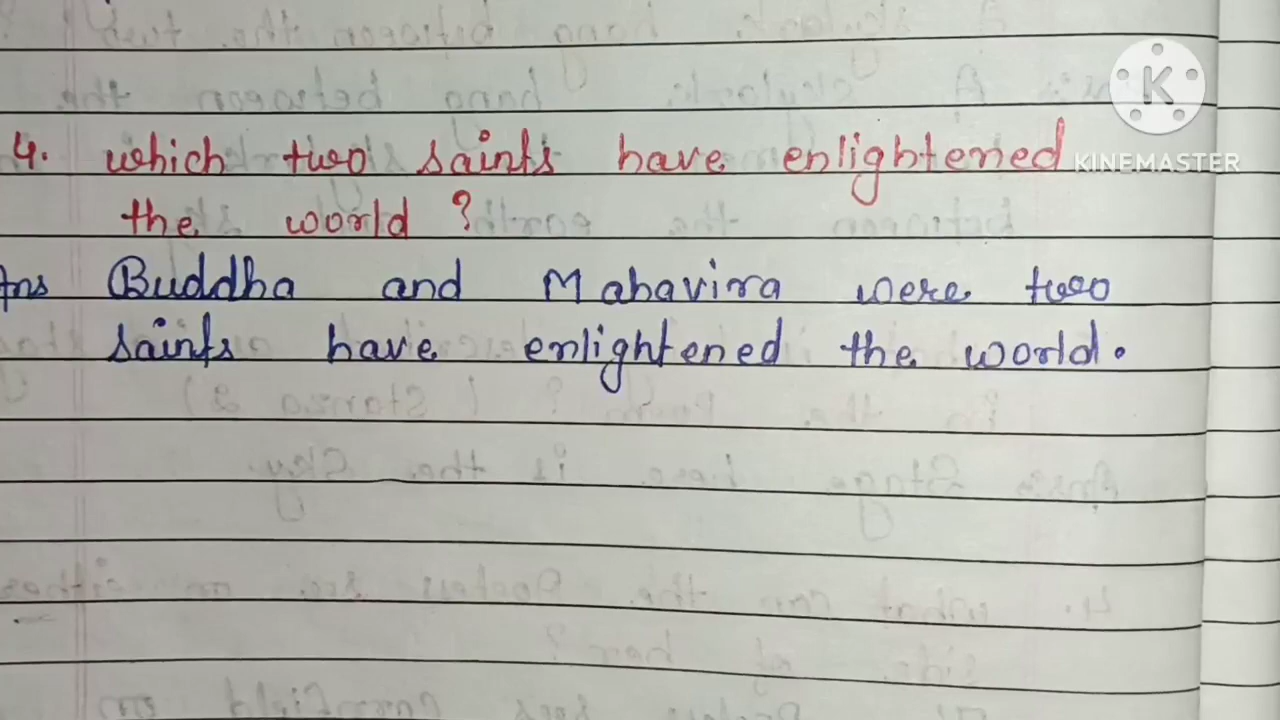 4. which two saints have enlightened
the world ?
Ans Buddha and Mahavira were two
saints have enlightened the world.
K
KINEMASTER